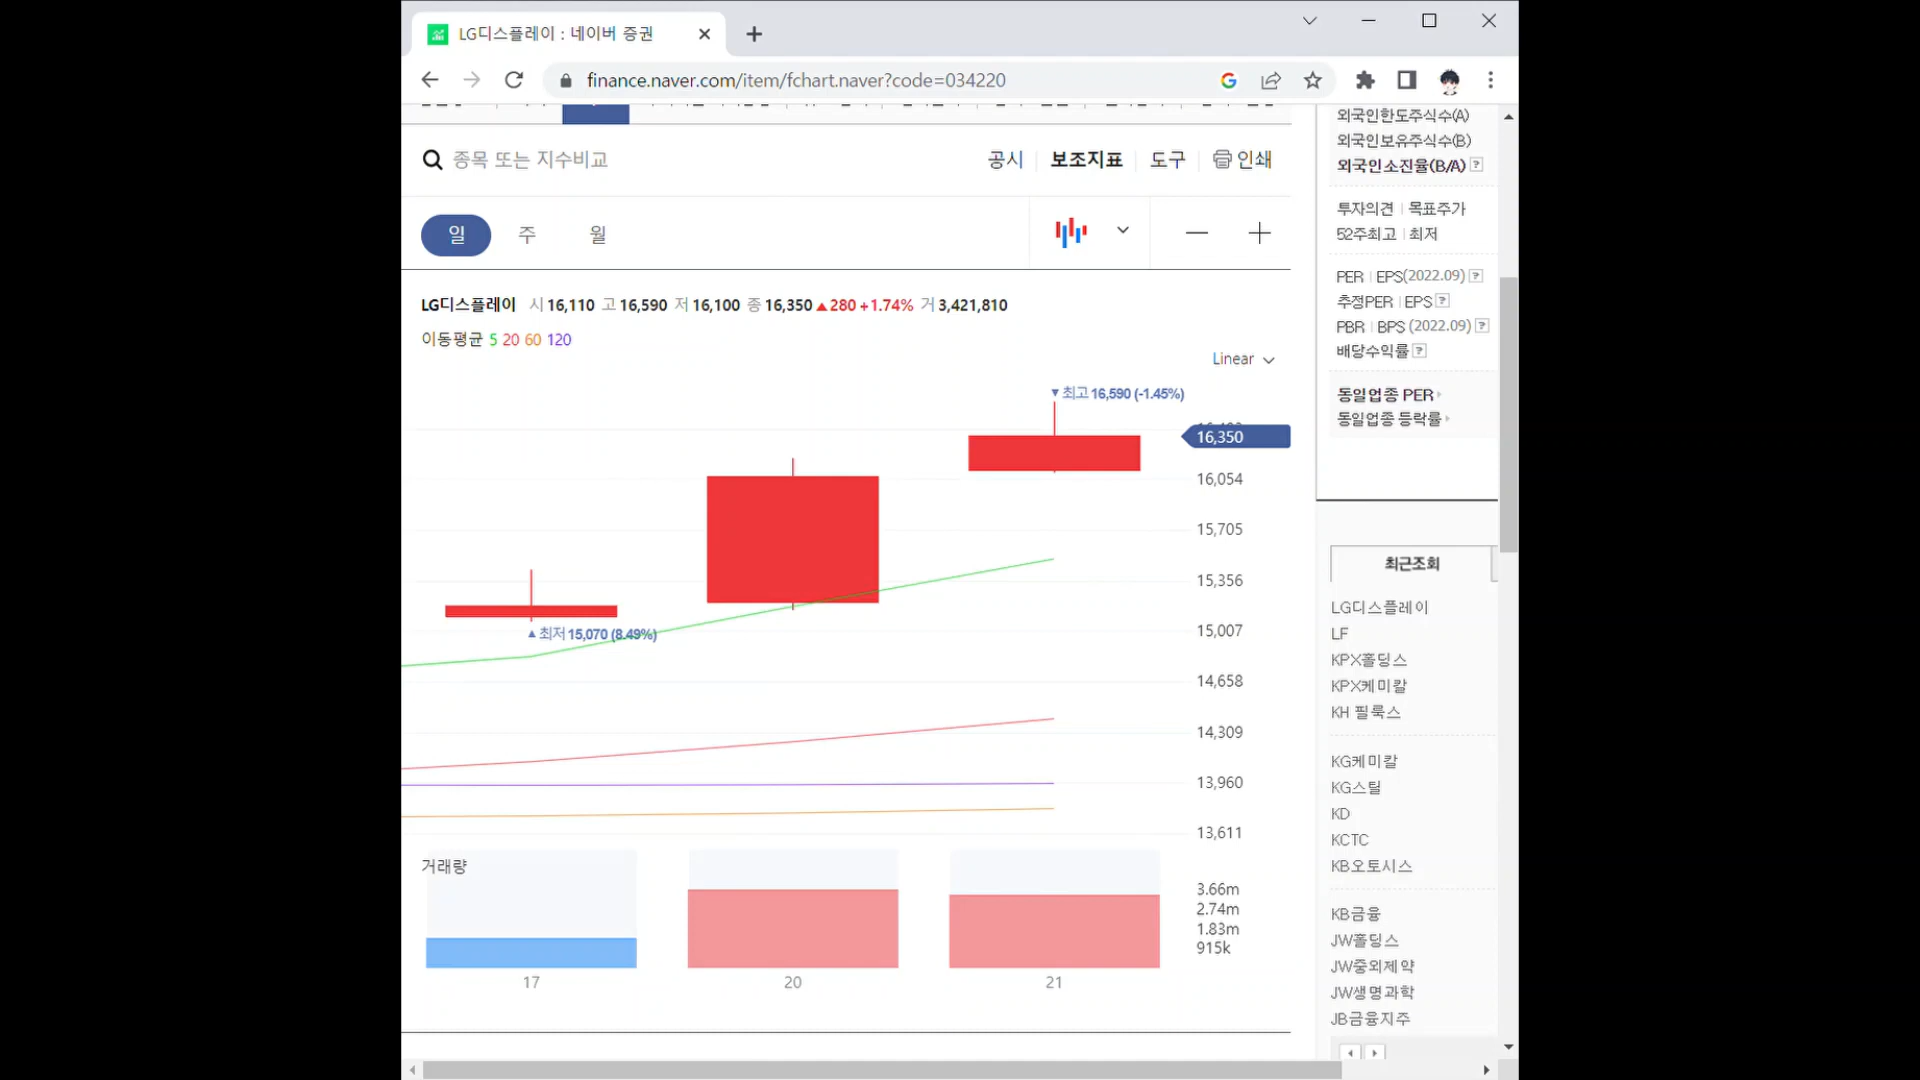 LG디스플레이 : 네이버 증권
finance.naver.com/item/fchart.naver?code=034220
종목 또는 지수비교
공시
보조지표
도구
인쇄
일
주
월
LG디스플레이 시 16,110 고 16,590 저 16,100 종 16,350 ▲280 +1.74% 거 3,421,810
이동평균 5 20 60 120
Linear
▼최고 16,590 (-1.45%)
16,350
16,054
15,705
15,356
▲최저 15,070 (8.49%)
15,007
14,658
14,309
13,960
13,611
거래량
3.66m
2.74m
1.83m
915k
17
20
21
외국인한도주식수(A)
외국인보유주식수(B)
외국인소진율(B/A) ?
투자의견 | 목표주가
52주최고 | 최저
PER | EPS(2022.09) ?
추정PER | EPS ?
PBR | BPS (2022.09) ?
배당수익률 ?
동일업종 PER
동일업종 등락률
최근조회
LG디스플레이
LF
KPX홀딩스
KPX케미칼
KH 필룩스
KG케미칼
KG스틸
KD
KCTC
KB오토시스
KB금융
JW홀딩스
JW중외제약
JW생명과학
JB금융지주